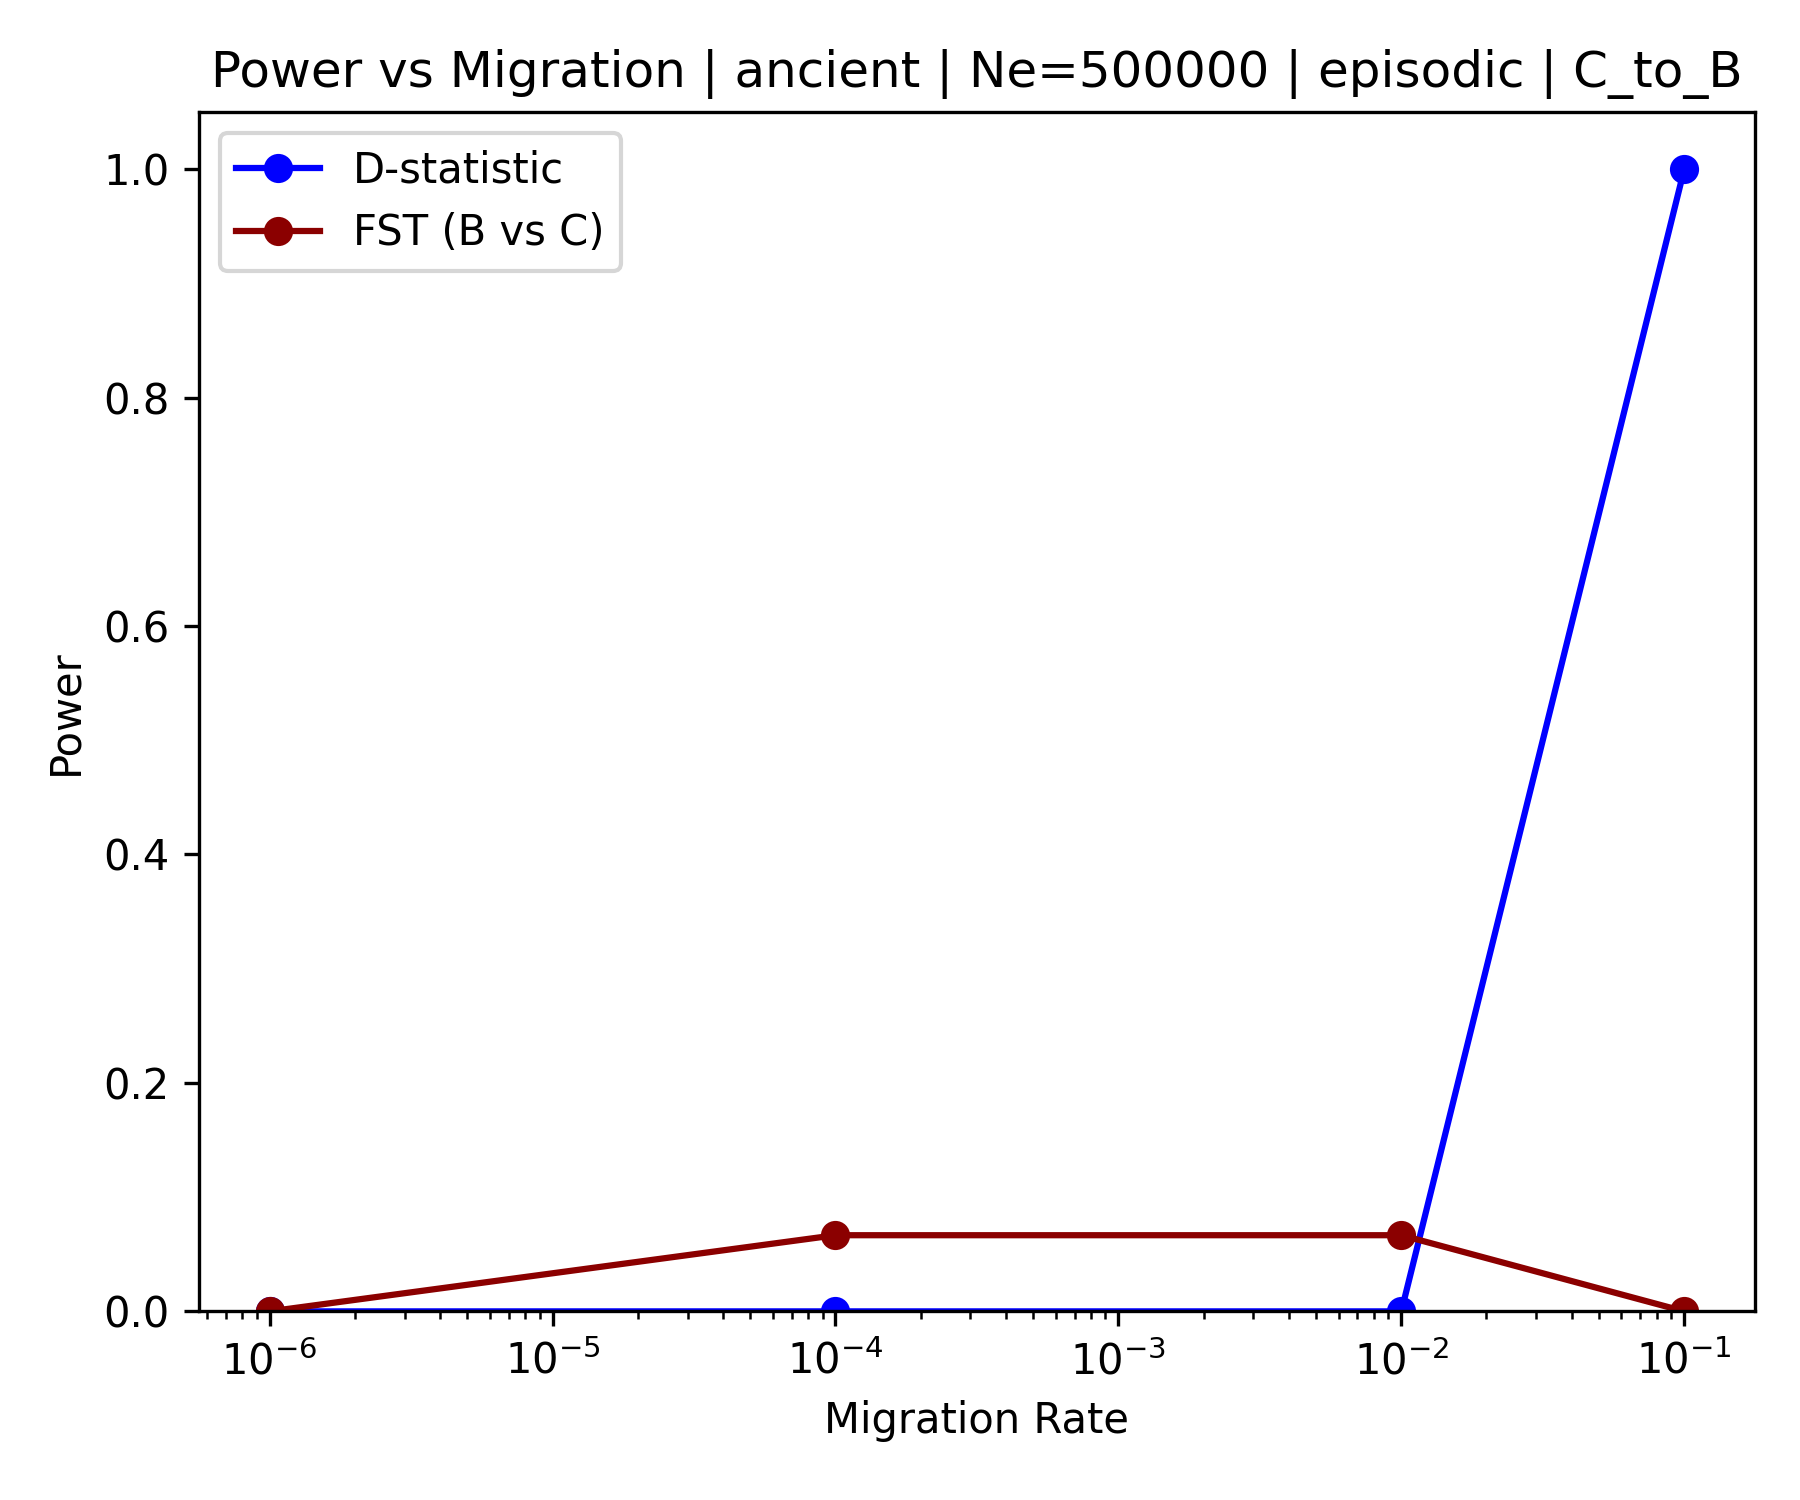 Power vs Migration | ancient | Ne=500000 | episodic | C_to_B
D-statistic
FST (B vs C)
1.0
0.8
0.6
0.4
0.2
0.0
Power
10⁻⁶ 10⁻⁵ 10⁻⁴ 10⁻³ 10⁻² 10⁻¹
Migration Rate